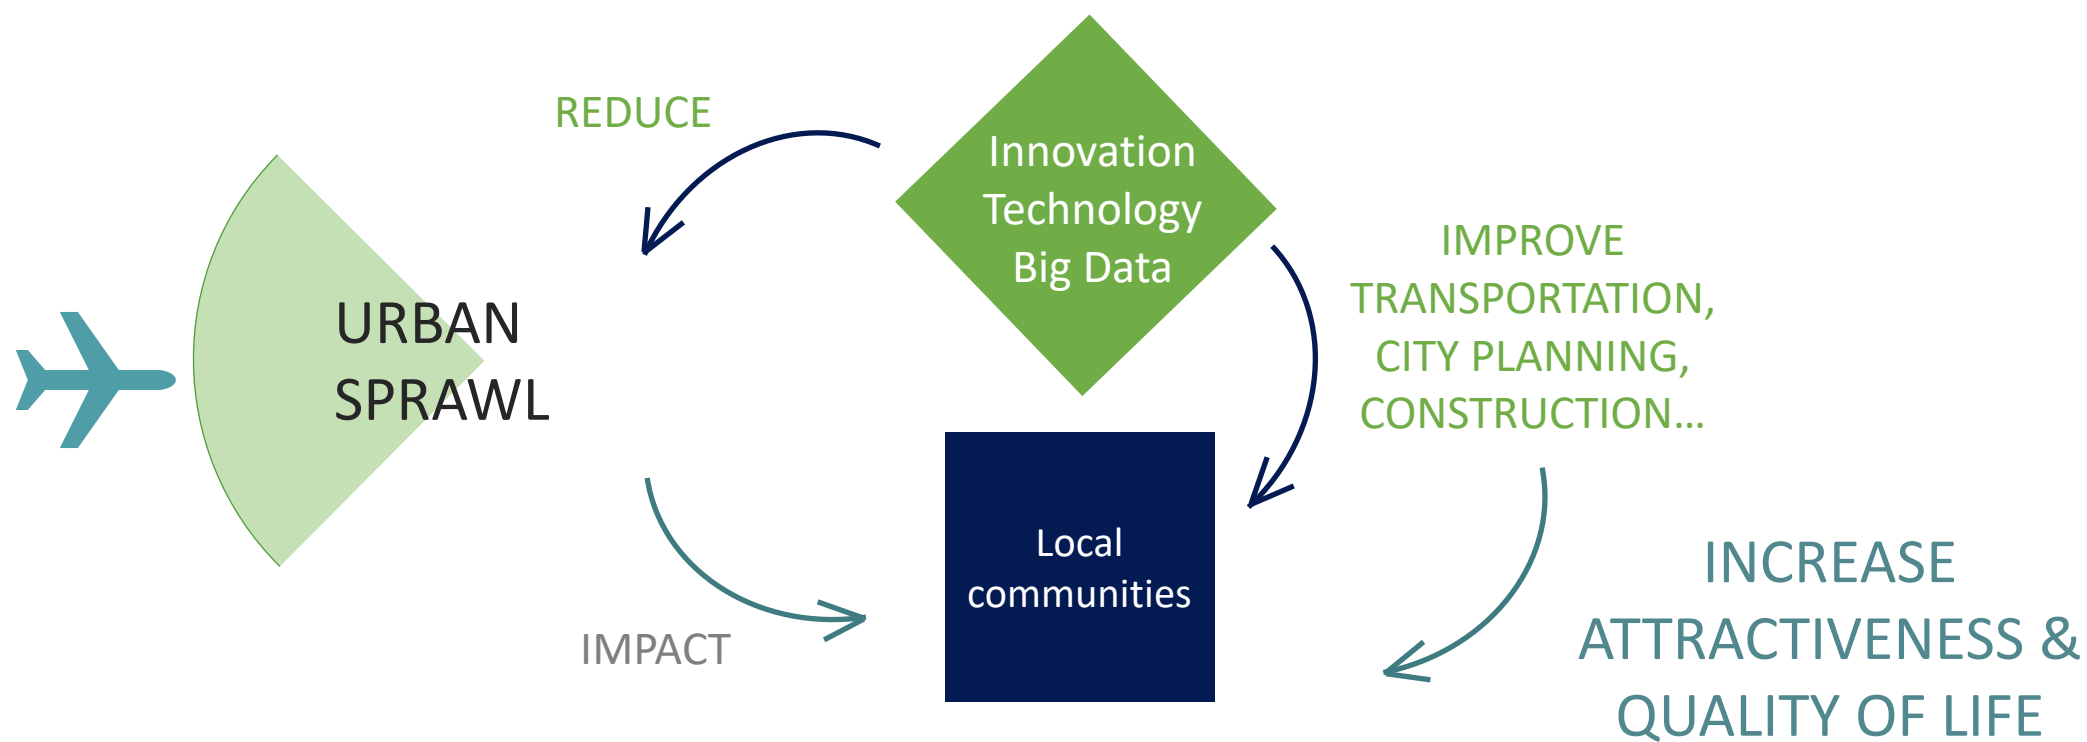 REDUCE
Innovation
Technology
Big Data
IMPROVE
TRANSPORTATION,
CITY PLANNING,
CONSTRUCTION...
URBAN
SPRAWL
Local
communities
IMPACT
INCREASE
ATTRACTIVENESS &
QUALITY OF LIFE